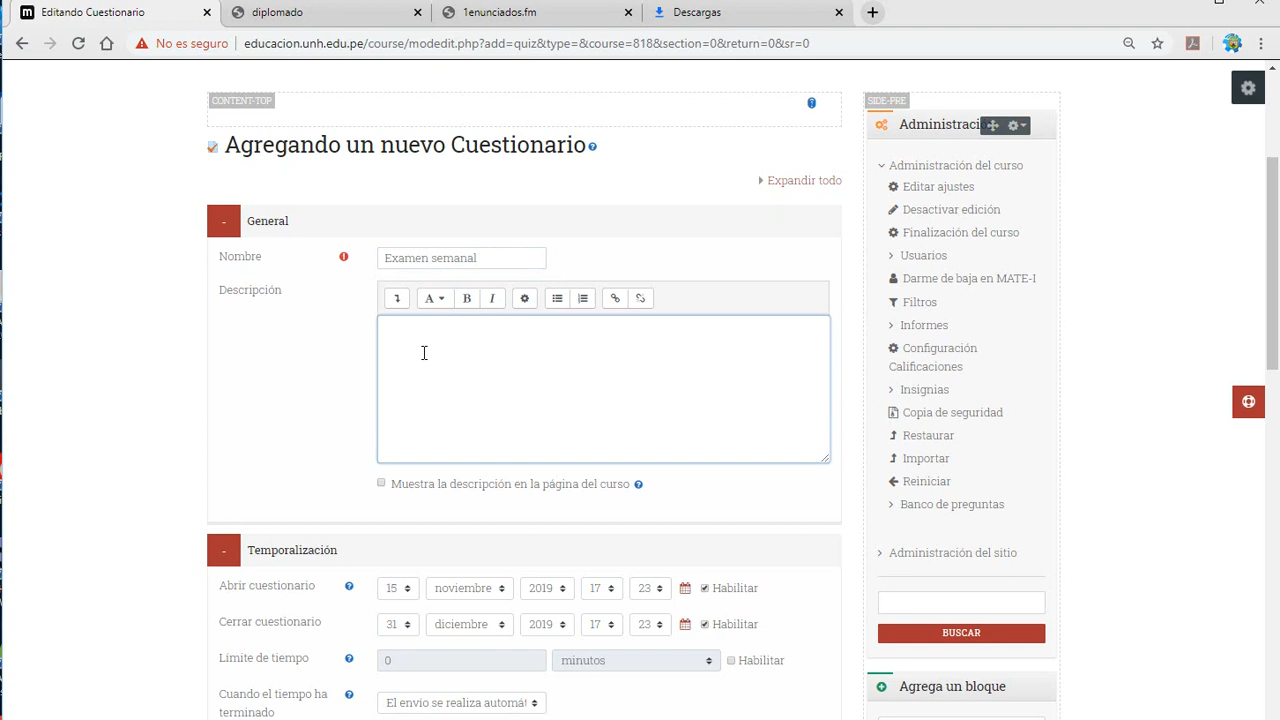 Editando Cuestionario
diplomado
1enunciados.fm
Descargas
No es seguro
educacion.unh.edu.pe/course/modedit.php?add=quiz&type=&course=818&section=0&return=0&sr=0
CONTENT-TOP
Agregando un nuevo Cuestionario
Expandir todo
General
Nombre
Examen semanal
Descripción
A
B
I
Muestra la descripción en la página del curso
Temporalización
Abrir cuestionario
15 noviembre 2019 17 23 Habilitar
Cerrar cuestionario
31 diciembre 2019 17 23 Habilitar
Límite de tiempo
0 minutos Habilitar
Cuando el tiempo ha
terminado
El envío se realiza automá
SIDE-PRE
Administraci
Administración del curso
Editar ajustes
Desactivar edición
Finalización del curso
Usuarios
Darme de baja en MATE-I
Filtros
Informes
Configuración
Calificaciones
Insignias
Copia de seguridad
Restaurar
Importar
Reiniciar
Banco de preguntas
Administración del sitio
BUSCAR
Agrega un bloque